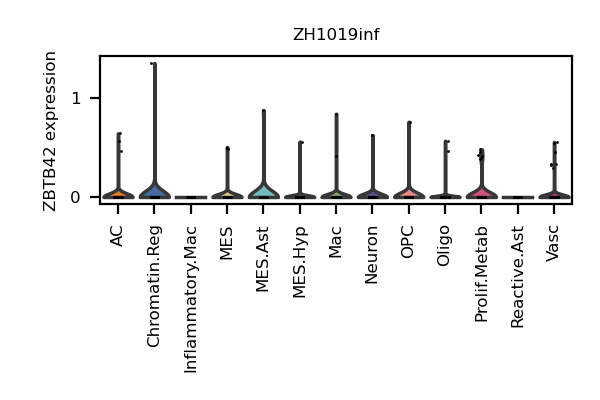 ZH1019inf
ZBTB42 expression
1
0
AC
Chromatin.Reg
Inflammatory.Mac
MES
MES.Ast
MES.Hyp
Mac
Neuron
OPC
Oligo
Prolif.Metab
Reactive.Ast
Vasc